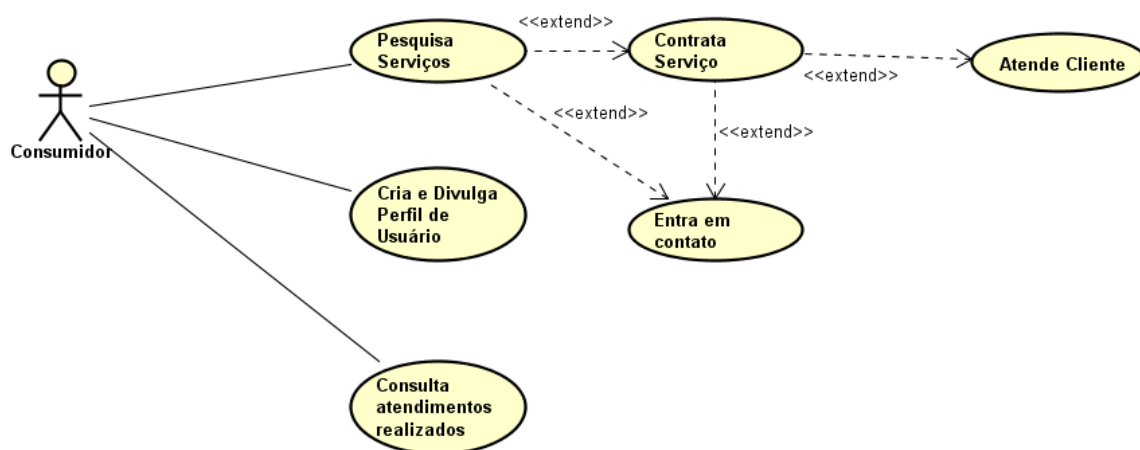 <<extend>>
Pesquisa
Serviços
Contrata
Serviço
Atende Cliente
<<extend>>
<<extend>>
<<extend>>
Consumidor
Cria e Divulga
Perfil de
Usuário
Entra em
contato
Consulta
atendimentos
realizados